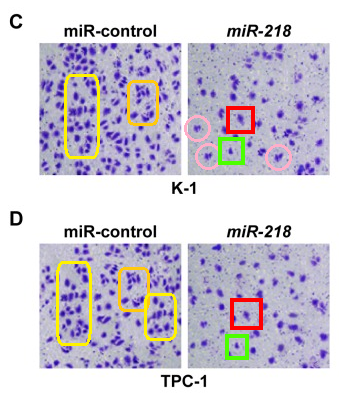 C
miR-control miR-218
K-1
D
miR-control miR-218
TPC-1